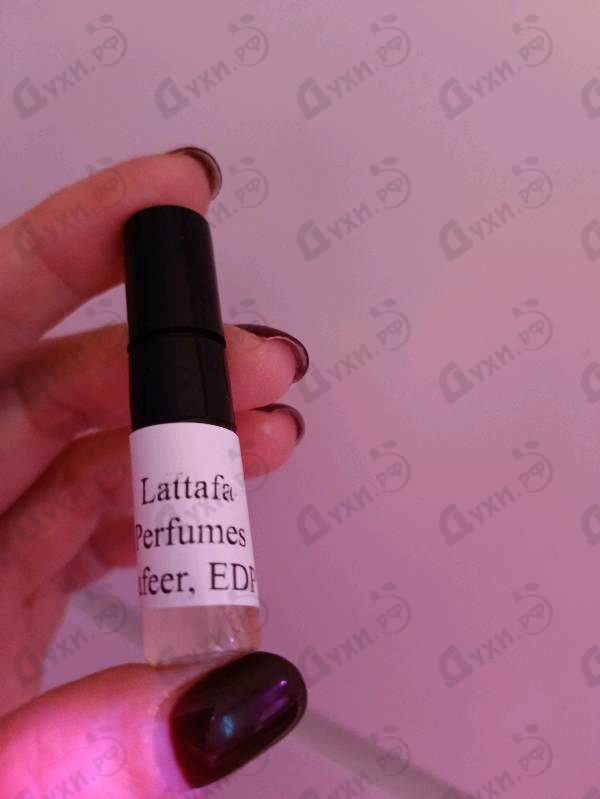 Lattafa
Perfumes
afeer, EDP
Духи.рф